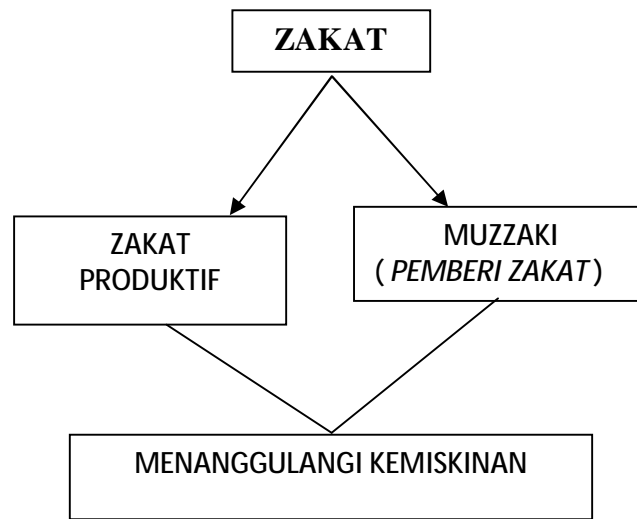 ZAKAT
ZAKAT
PRODUKTIF
MUZZAKI
( PEMBERI ZAKAT )
MENANGGULANGI KEMISKINAN